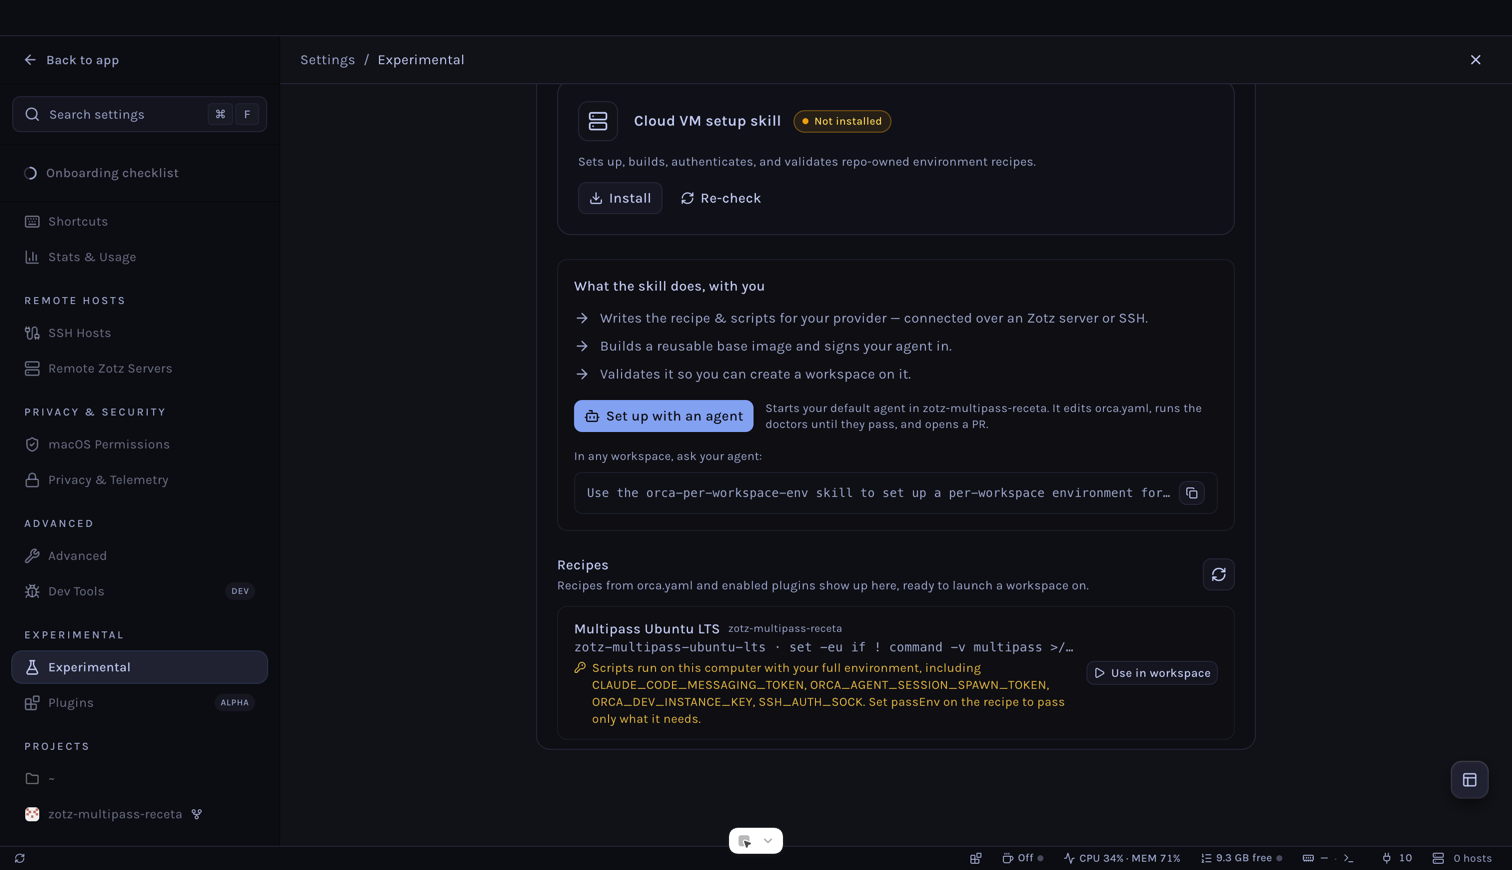 Back to app
Settings / Experimental
Search settings
⌘ F
Onboarding checklist
Shortcuts
Stats & Usage
REMOTE HOSTS
SSH Hosts
Remote Zotz Servers
PRIVACY & SECURITY
macOS Permissions
Privacy & Telemetry
ADVANCED
Advanced
Dev Tools DEV
EXPERIMENTAL
Experimental
Plugins ALPHA
PROJECTS
~
zotz-multipass-receta
Cloud VM setup skill Not installed
Sets up, builds, authenticates, and validates repo-owned environment recipes.
Install Re-check
What the skill does, with you
→ Writes the recipe & scripts for your provider — connected over an Zotz server or SSH.
→ Builds a reusable base image and signs your agent in.
→ Validates it so you can create a workspace on it.
Set up with an agent
Starts your default agent in zotz-multipass-receta. It edits orca.yaml, runs the
doctors until they pass, and opens a PR.
In any workspace, ask your agent:
Use the orca-per-workspace-env skill to set up a per-workspace environment for…
Recipes
Recipes from orca.yaml and enabled plugins show up here, ready to launch a workspace on.
Multipass Ubuntu LTS zotz-multipass-receta
zotz-multipass-ubuntu-lts · set -eu if ! command -v multipass >/…
Scripts run on this computer with your full environment, including
CLAUDE_CODE_MESSAGING_TOKEN, ORCA_AGENT_SESSION_SPAWN_TOKEN,
ORCA_DEV_INSTANCE_KEY, SSH_AUTH_SOCK. Set passEnv on the recipe to pass
only what it needs.
Use in workspace
Off CPU 34% · MEM 71% 9.3 GB free — · 10 0 hosts